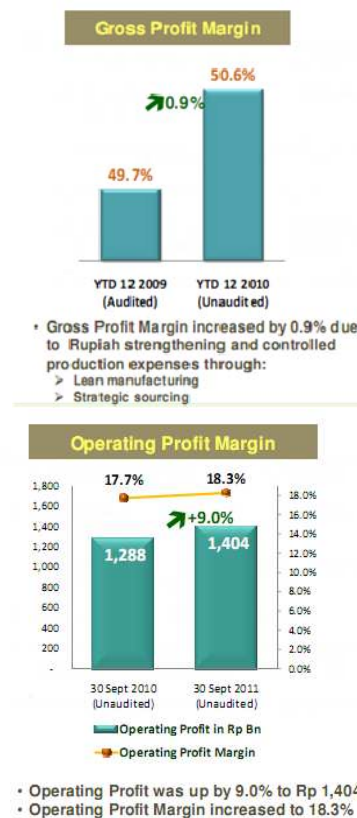 Gross Profit Margin
50.6%
0.9%
49.7%
YTD 12 2009 YTD 12 2010
(Audited) (Unaudited)
• Gross Profit Margin increased by 0.9% due
to Rupiah strengthening and controlled
production expenses through:
➢ Lean manufacturing
➢ Strategic sourcing
Operating Profit Margin
17.7% 18.3%
1,800
1,600 18.0%
1,400 +9.0% 16.0%
1,200 1,288 1,404 14.0%
1,000 12.0%
800 10.0%
600 8.0%
400 6.0%
200 4.0%
- 2.0%
0.0%
30 Sept 2010 30 Sept 2011
(Unaudited) (Unaudited)
Operating Profit in Rp Bn
Operating Profit Margin
• Operating Profit was up by 9.0% to Rp 1,404
• Operating Profit Margin increased to 18.3%